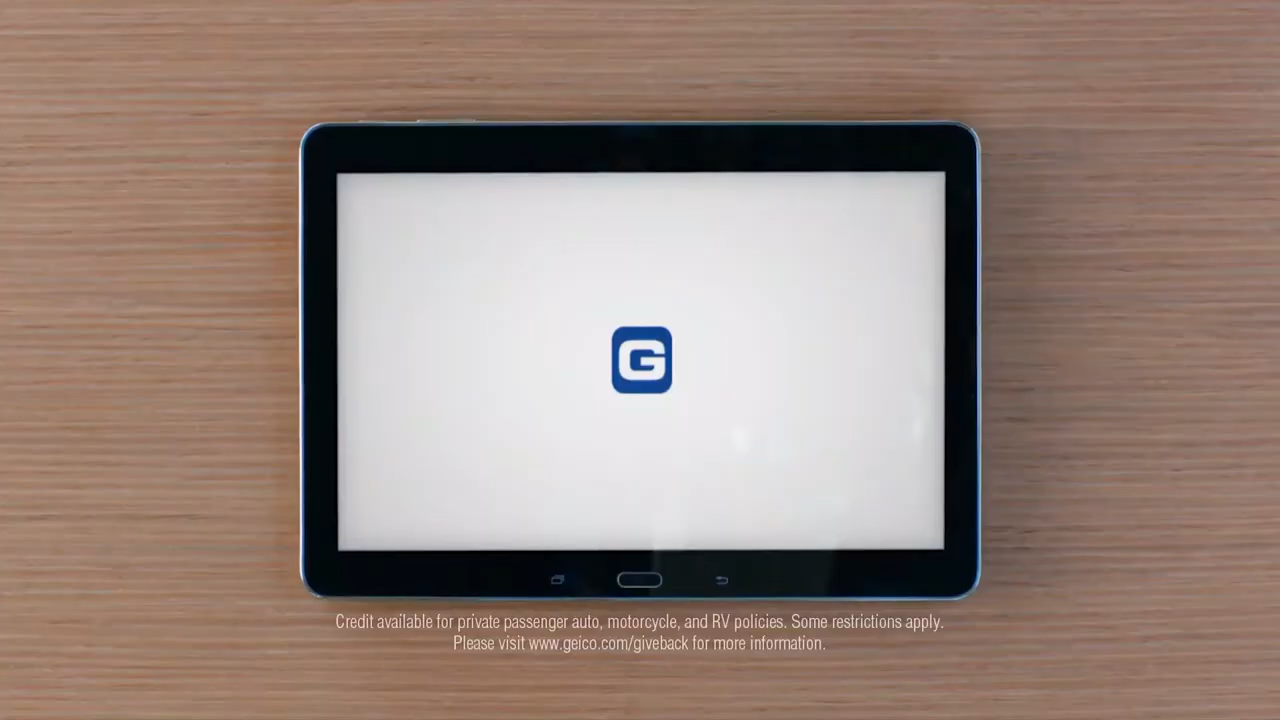 G
Credit available for private passenger auto, motorcycle, and RV policies. Some restrictions apply.
Please visit www.geico.com/giveback for more information.